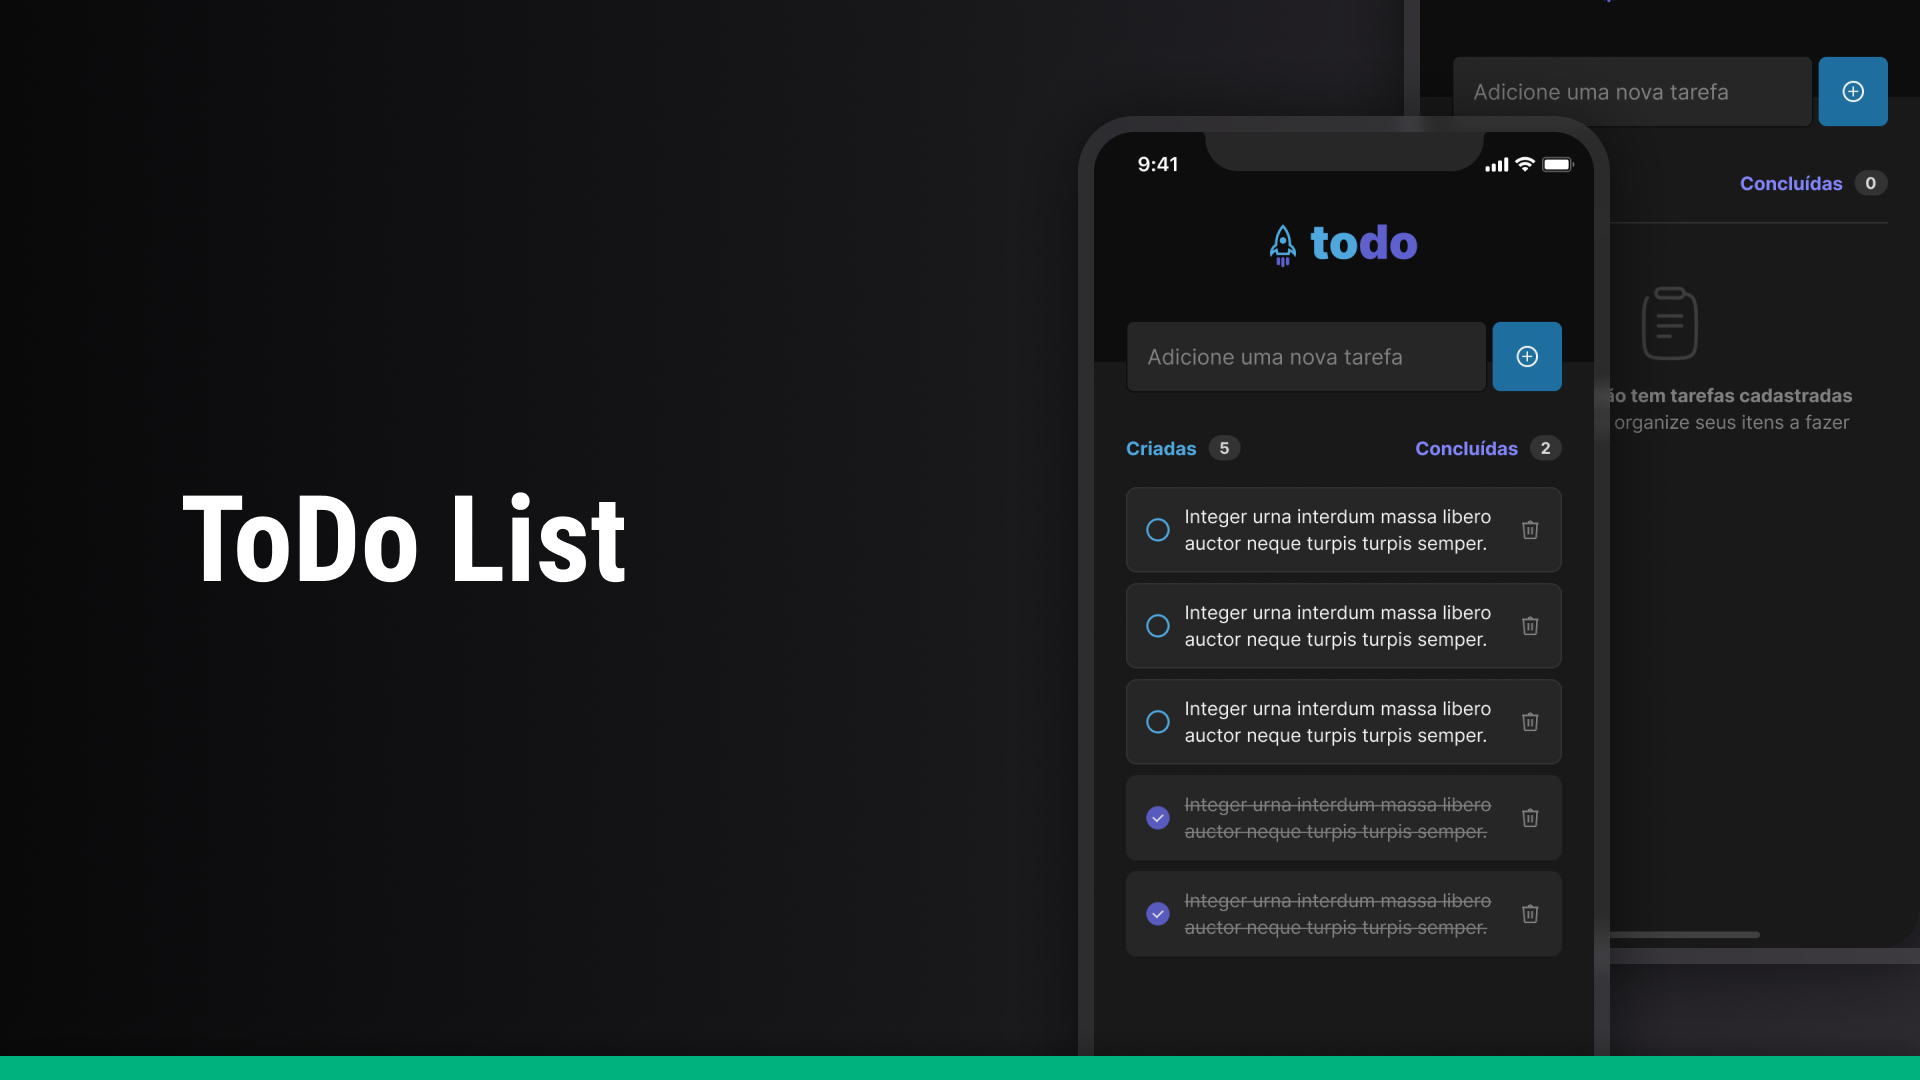 ToDo List
9:41
todo
Adicione uma nova tarefa
Criadas 5
Concluídas 2
Integer urna interdum massa libero
auctor neque turpis turpis semper.
Integer urna interdum massa libero
auctor neque turpis turpis semper.
Integer urna interdum massa libero
auctor neque turpis turpis semper.
Integer urna interdum massa libero
auctor neque turpis turpis semper.
Integer urna interdum massa libero
auctor neque turpis turpis semper.
Adicione uma nova tarefa
Concluídas 0
tem tarefas cadastradas
organize seus itens a fazer